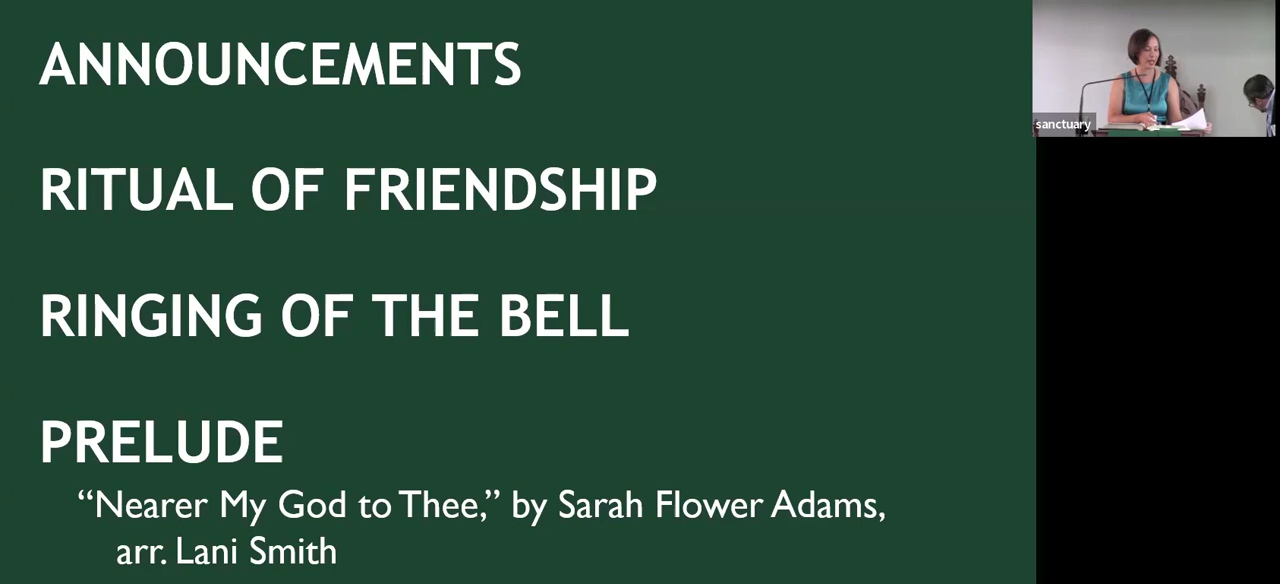 ANNOUNCEMENTS
RITUAL OF FRIENDSHIP
RINGING OF THE BELL
PRELUDE
“Nearer My God to Thee,” by Sarah Flower Adams,
arr. Lani Smith
sanctuary